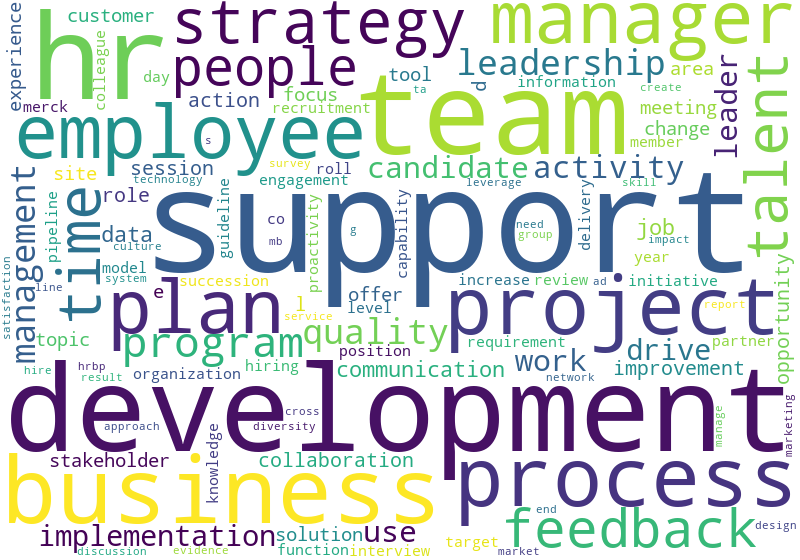 experience
customer
colleague
hr
strategy
manager
day
people
tool
leadership
area
action
focus
recruitment
d
information
create
merck
employee
s
ta
team
meeting
change
member
leader
talent
site
session
technology
survey
roll
engagement
candidate
activity
leverage
skill
management
time
pipeline
role
data
culture
model
system
guideline
support
co
mb
g
proactivity
capability
delivery
need
group
job
impact
year
satisfaction
line
e
succession
plan
l
service
offer
level
increase
review
ad
initiative
project
report
opportunity
topic
program
quality
position
requirement
partner
hire
hrbp
result
organization
hiring
communication
work
network
drive
improvement
development
approach
cross
diversity
manage
marketing
stakeholder
knowledge
collaboration
business
process
implementation
solution
use
end
feedback
design
discussion
evidence
function
interview
target
market